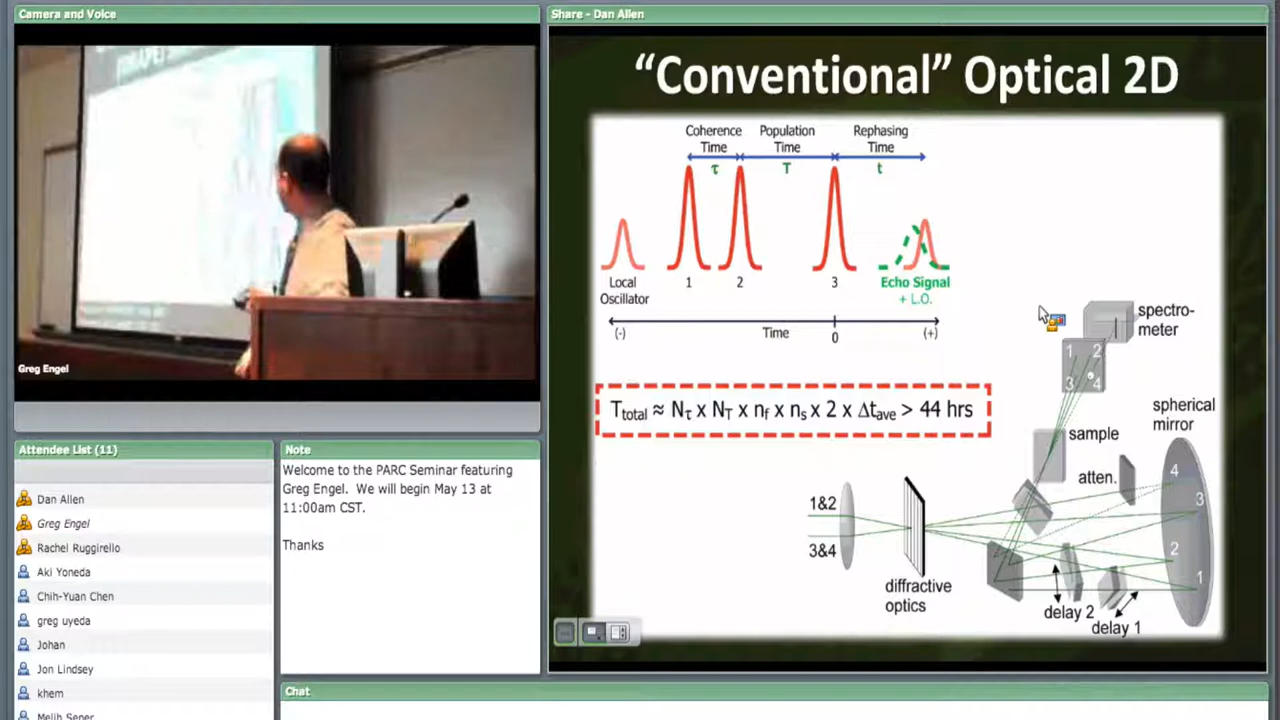 Camera and Voice
Greg Engel
Attendee List (11)
Dan Allen
Greg Engel
Rachel Ruggirello
Aki Yoneda
Chih-Yuan Chen
greg uyeda
Johan
Jon Lindsey
khem
Melih Sener
Note
Welcome to the PARC Seminar featuring
Greg Engel. We will begin May 13 at
11:00am CST.
Thanks
Chat
Share - Dan Allen
“Conventional” Optical 2D
Coherence
Time
τ
Population
Time
T
Rephasing
Time
t
Local
Oscillator
1
2
3
Echo Signal
+ L.O.
(-)
Time
0
(+)
Ttotal ≈ Nτ x NT x nf x ns x 2 x Δtave > 44 hrs
spectro-
meter
1 2
3 4
sample
spherical
mirror
atten.
4
3
2
1
1&2
3&4
diffractive
optics
delay 2
delay 1